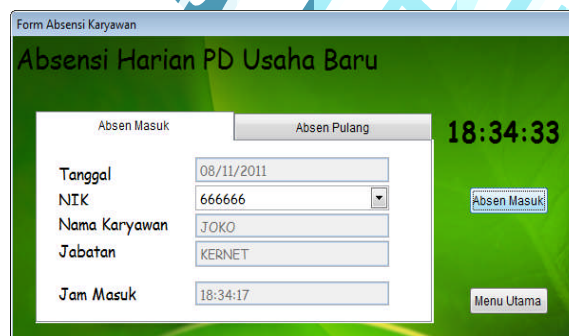 Form Absensi Karyawan
Absensi Harian PD Usaha Baru
Absen Masuk Absen Pulang
18:34:33
Tanggal 08/11/2011
NIK 666666
Absen Masuk
Nama Karyawan JOKO
Jabatan KERNET
Jam Masuk 18:34:17
Menu Utama